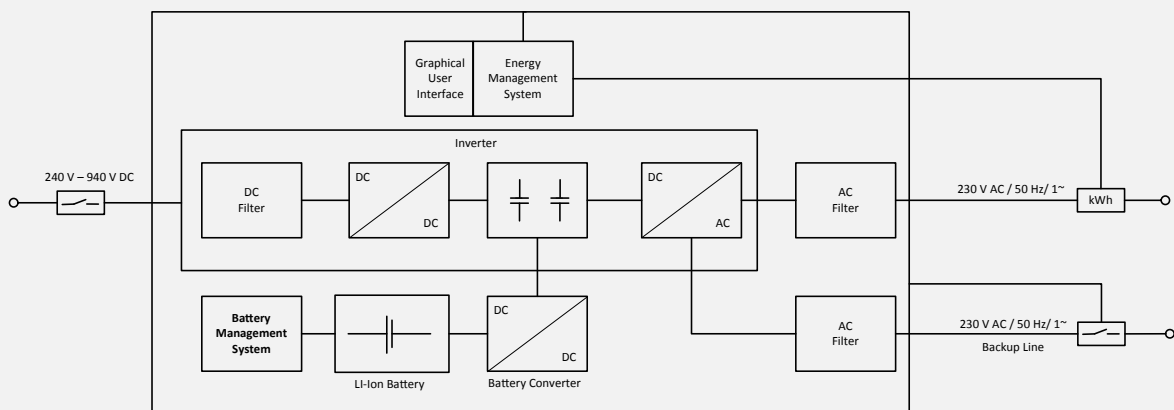 Graphical
User
Interface
Energy
Management
System
Inverter
240 V – 940 V DC
DC
Filter
DC
DC
DC
AC
AC
Filter
230 V AC / 50 Hz/ 1~
kWh
Battery
Management
System
LI-Ion Battery
DC
DC
Battery Converter
AC
Filter
230 V AC / 50 Hz/ 1~
Backup Line